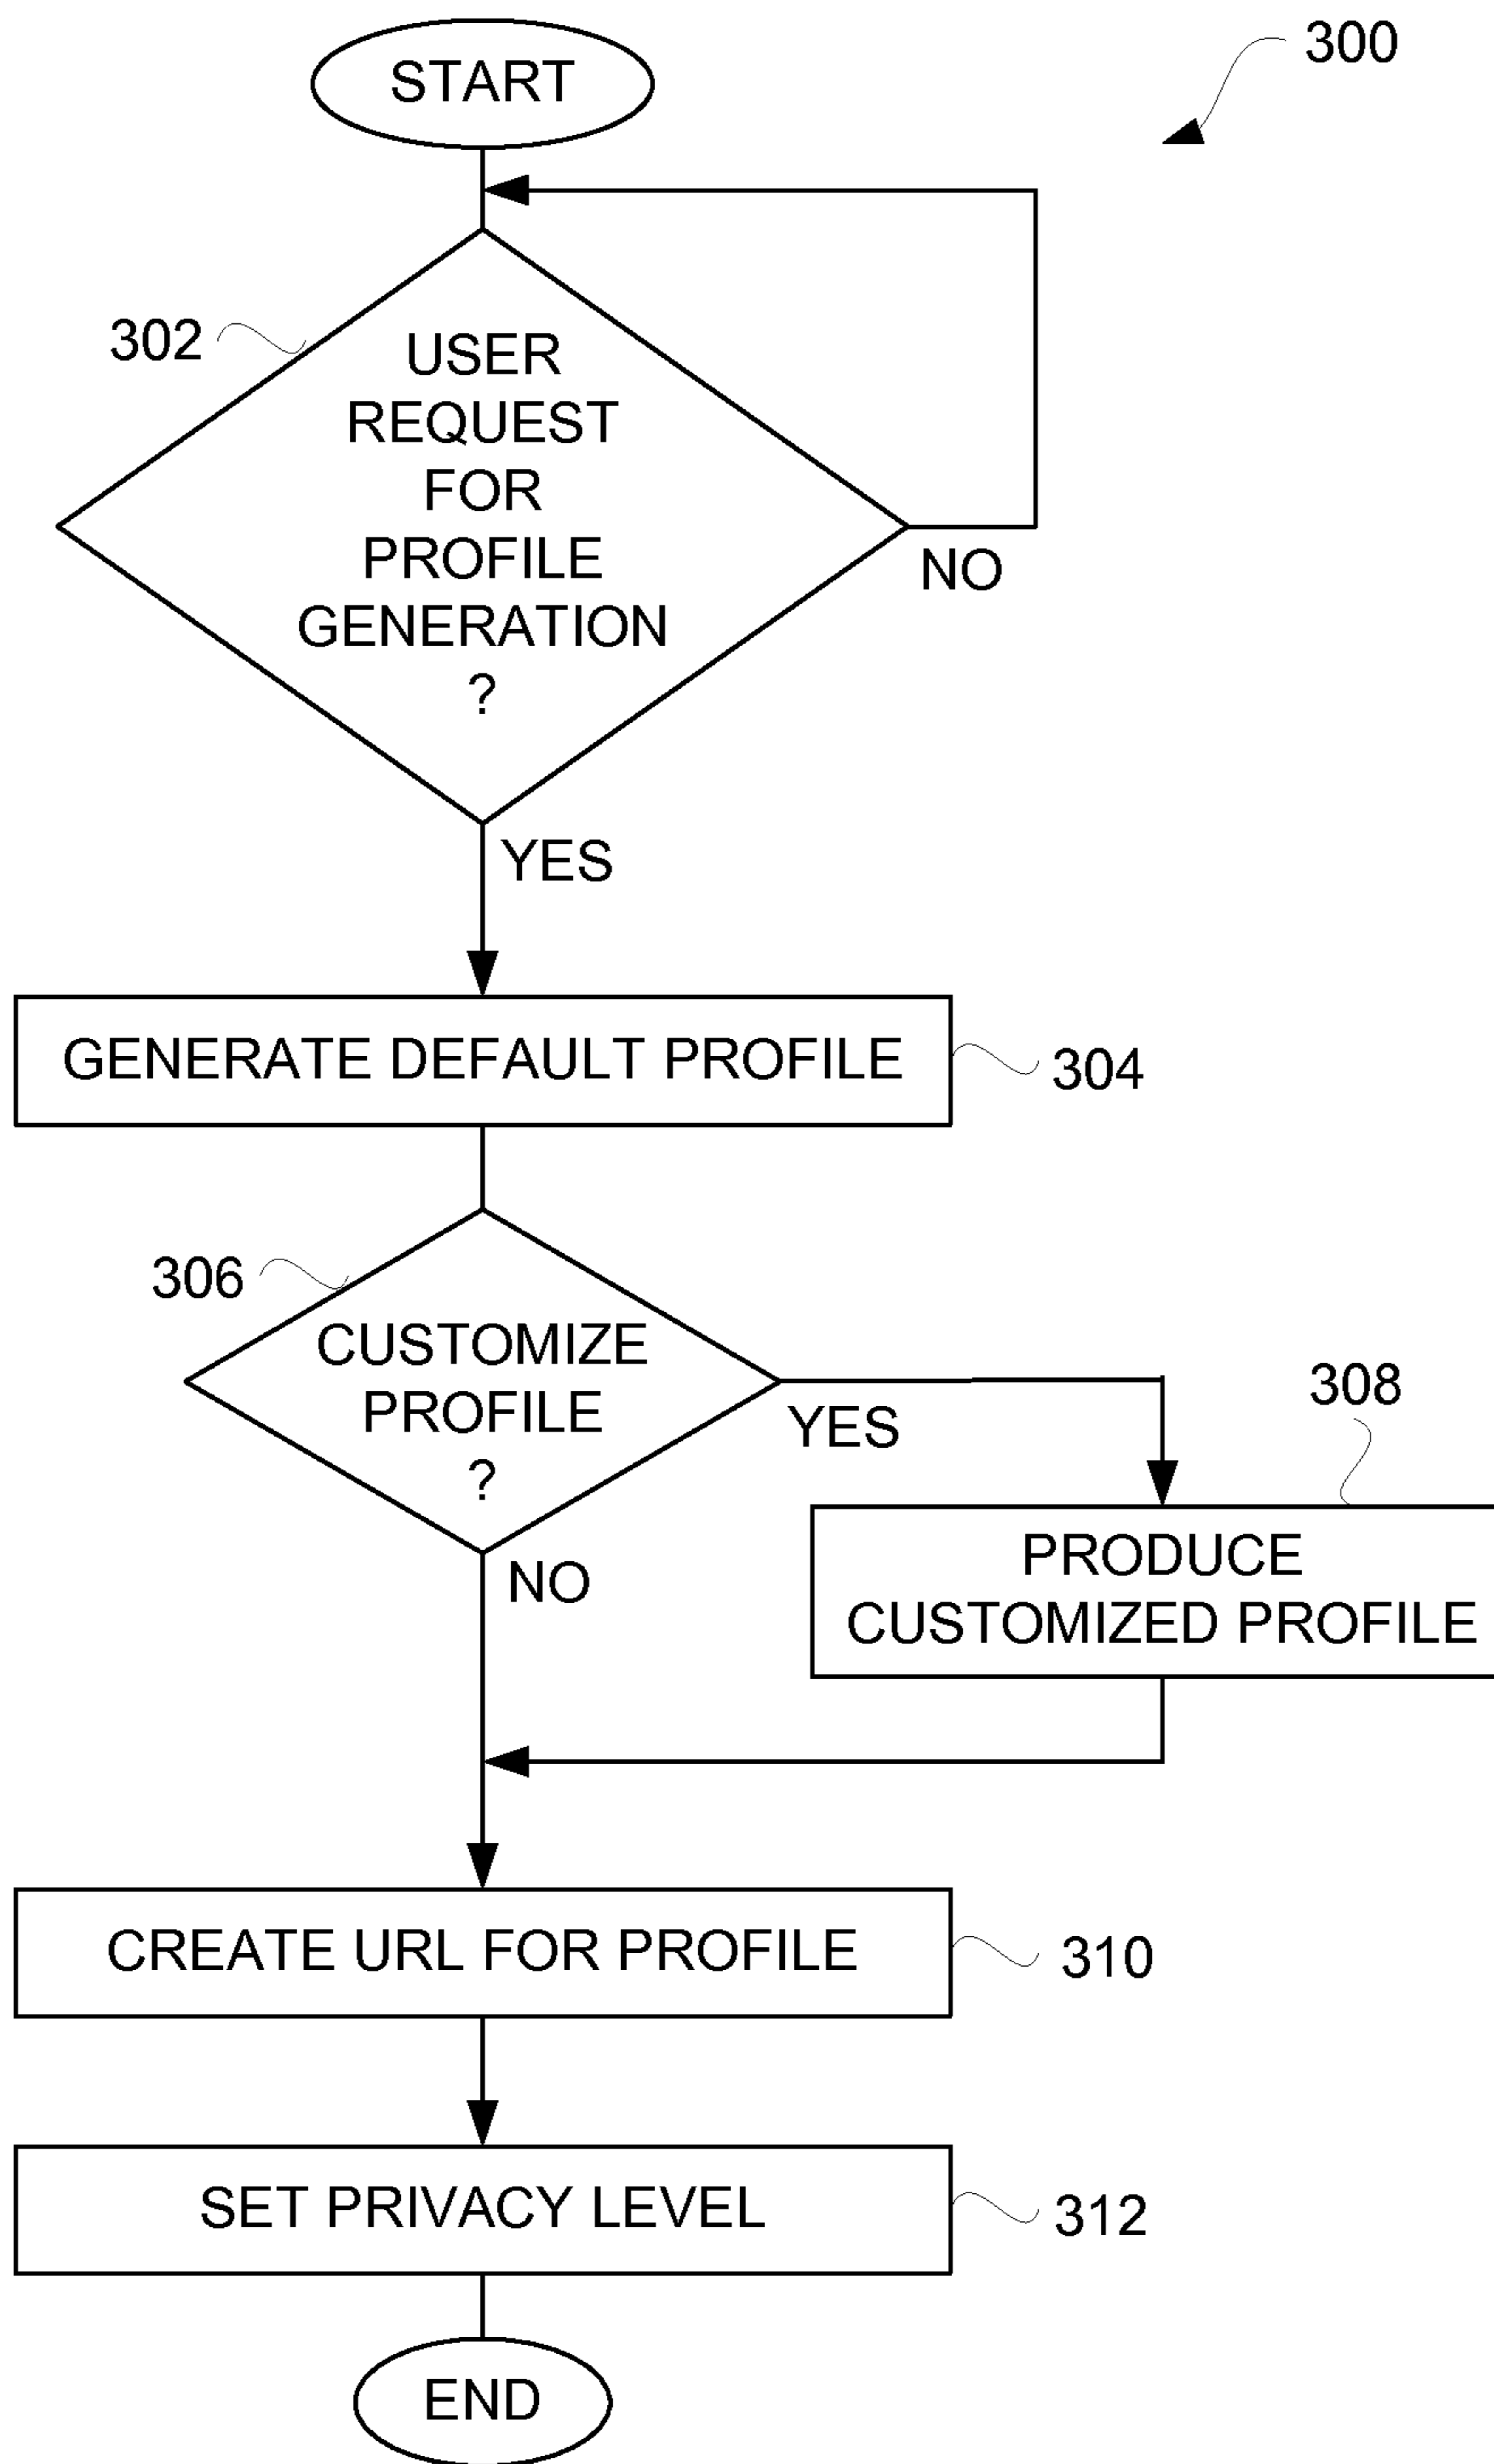 START
300
302
USER
REQUEST
FOR
PROFILE
GENERATION
?
NO
YES
GENERATE DEFAULT PROFILE
304
306
CUSTOMIZE
PROFILE
?
YES
308
NO
PRODUCE
CUSTOMIZED PROFILE
CREATE URL FOR PROFILE
310
SET PRIVACY LEVEL
312
END